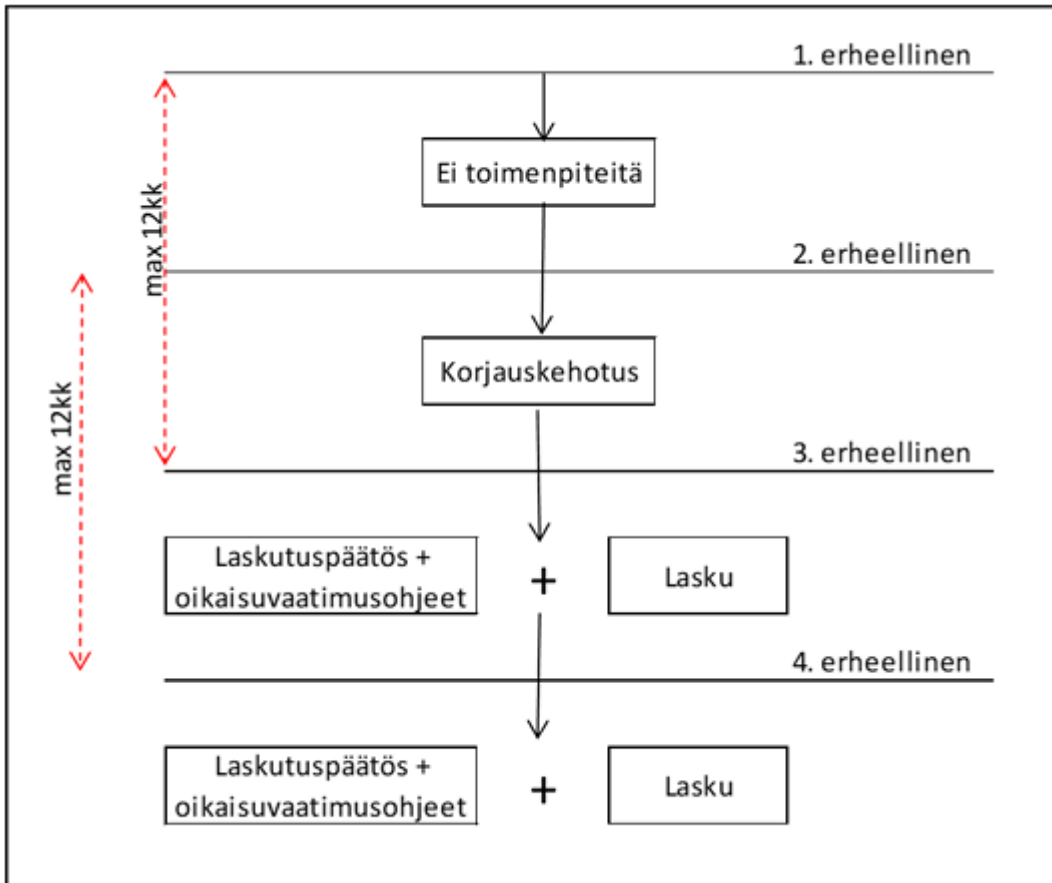 1. erheellinen
Ei toimenpiteitä
max 12kk
2. erheellinen
Korjauskehotus
max 12kk
3. erheellinen
Laskutuspäätös +
oikaisuvaatimusohjeet
+
Lasku
4. erheellinen
Laskutuspäätös +
oikaisuvaatimusohjeet
+
Lasku